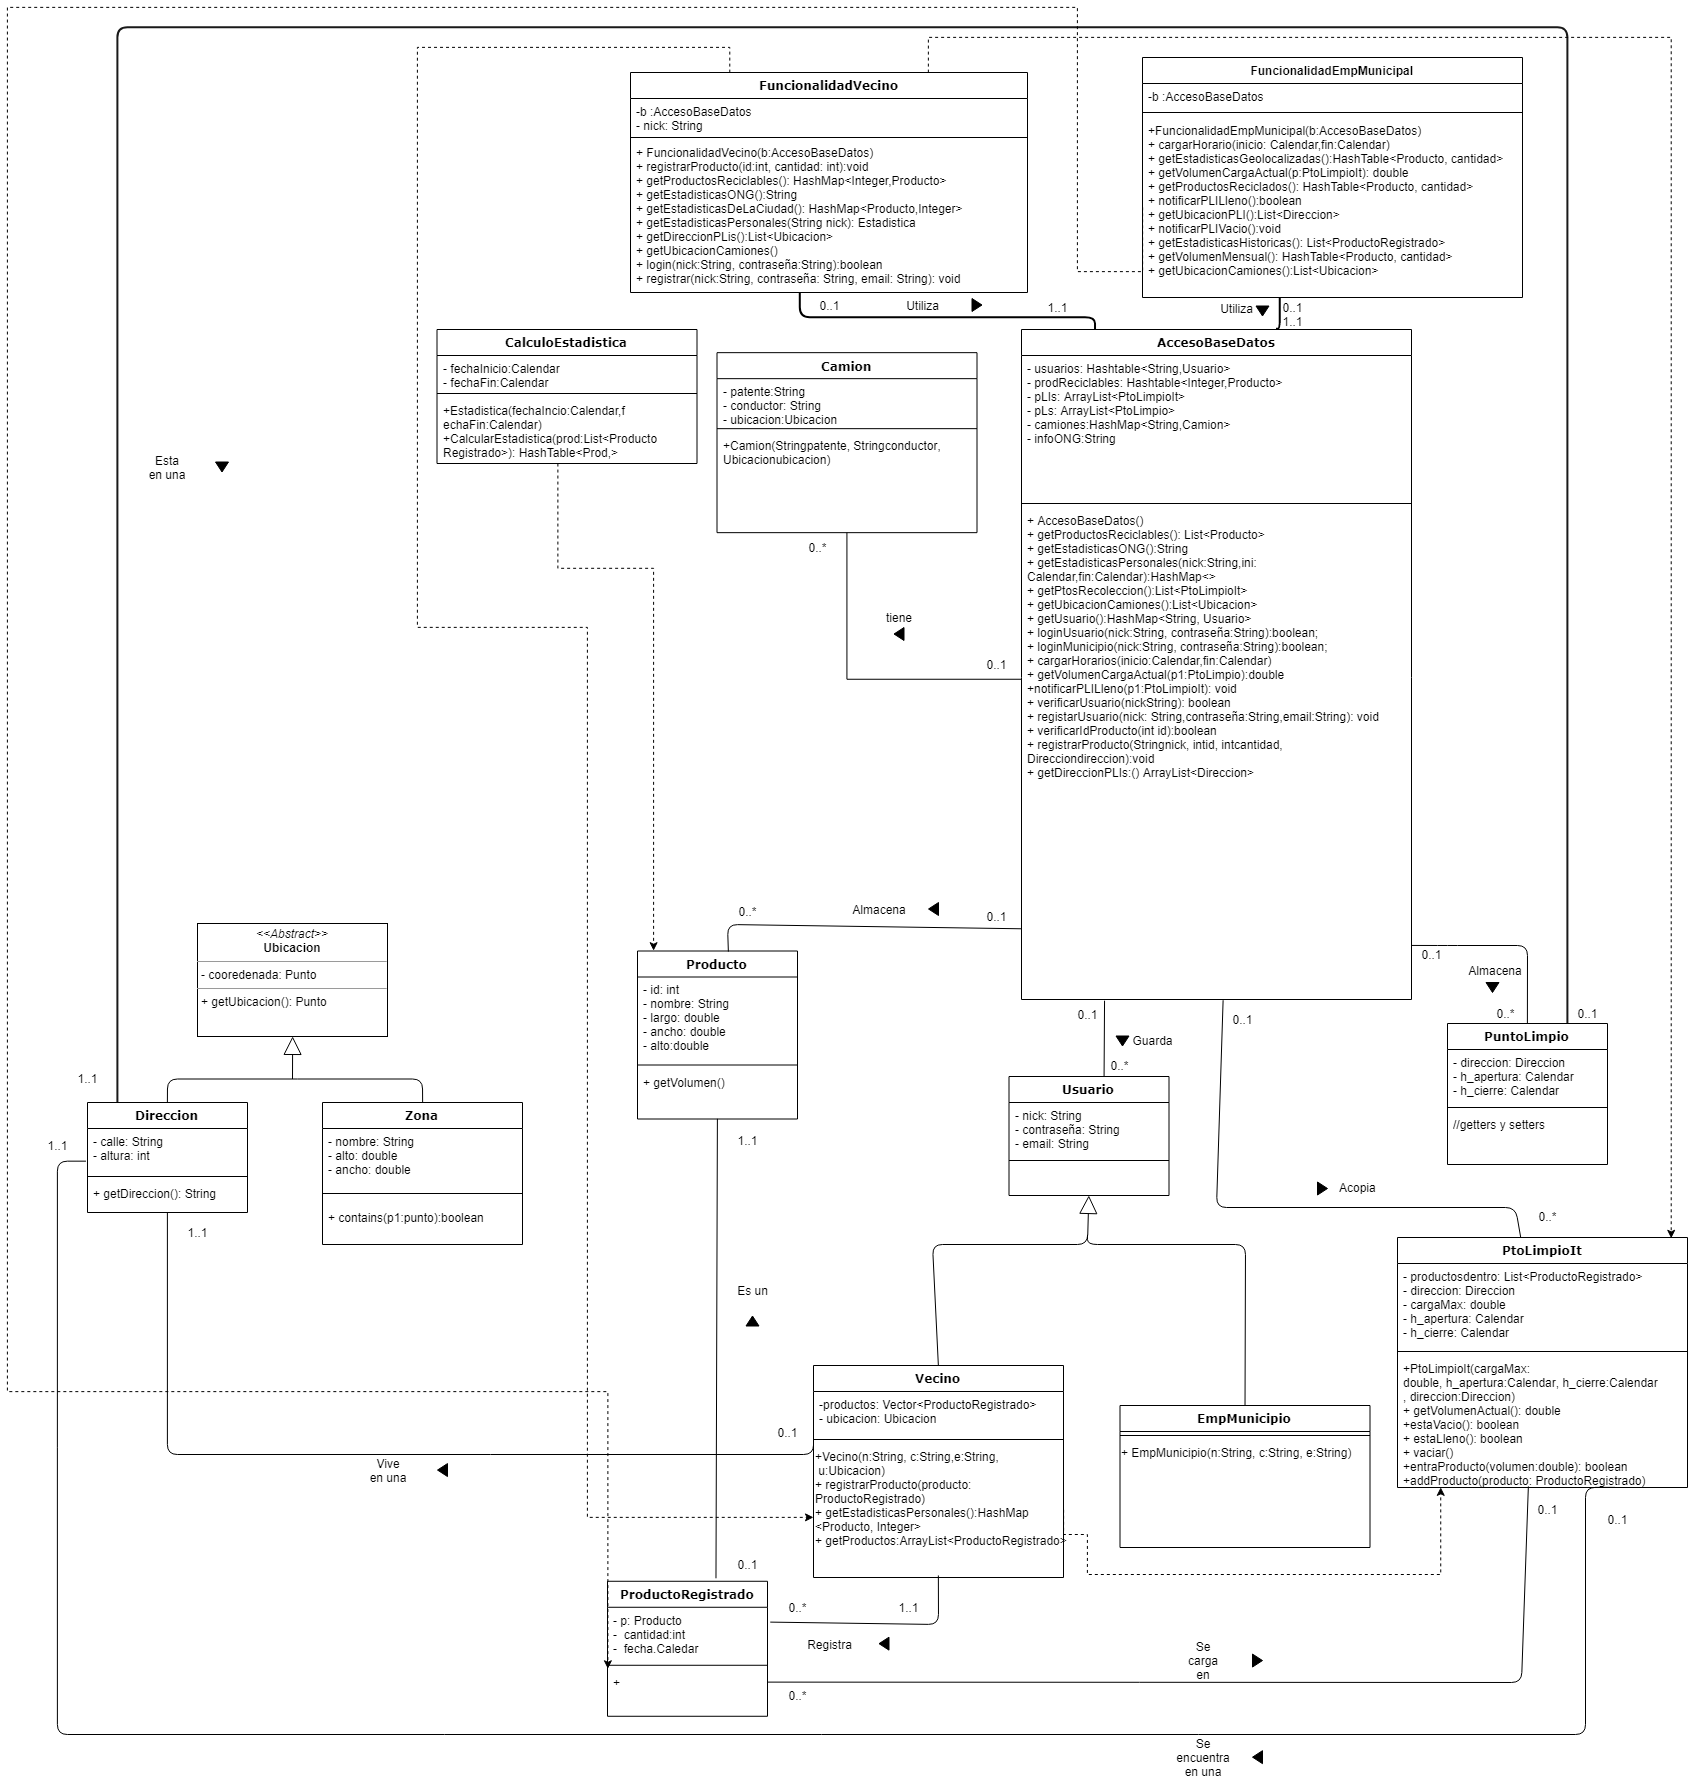 FuncionalidadVecino
-b :AccesoBaseDatos
- nick: String
+ FuncionalidadVecino(b:AccesoBaseDatos)
+ registrarProducto(id:int, cantidad: int):void
+ getProductosReciclables(): HashMap<Integer,Producto>
+ getEstadisticasONG():String
+ getEstadisticasDeLaCiudad(): HashMap<Producto,Integer>
+ getEstadisticasPersonales(String nick): Estadistica
+ getDireccionPLis():List<Ubicacion>
+ getUbicacionCamiones()
+ login(nick:String, contraseña:String):boolean
+ registrar(nick:String, contraseña: String, email: String): void
FuncionalidadEmpMunicipal
-b :AccesoBaseDatos
+FuncionalidadEmpMunicipal(b:AccesoBaseDatos)
+ cargarHorario(inicio: Calendar,fin:Calendar)
+ getEstadisticasGeolocalizadas():HashTable<Producto, cantidad>
+ getVolumenCargaActual(p:PtoLimpioIt): double
+ getProductosReciclados(): HashTable<Producto, cantidad>
+ notificarPLILleno():boolean
+ getUbicacionPLI():List<Direccion>
+ notificarPLIVacio():void
+ getEstadisticasHistoricas(): List<ProductoRegistrado>
+ getVolumenMensual(): HashTable<Producto, cantidad>
+ getUbicacionCamiones():List<Ubicacion>
0..1
Utiliza
1..1
Utiliza
0..1
1..1
CalculoEstadistica
- fechaInicio:Calendar
- fechaFin:Calendar
+Estadistica(fechaIncio:Calendar,f
echaFin:Calendar)
+CalcularEstadistica(prod:List<Producto
Registrado>): HashTable<Prod,>
Camion
- patente:String
- conductor: String
- ubicacion:Ubicacion
+Camion(Stringpatente, Stringconductor,
Ubicacionubicacion)
0..*
tiene
0..1
AccesoBaseDatos
- usuarios: Hashtable<String,Usuario>
- prodReciclables: Hashtable<Integer,Producto>
- pLIs: ArrayList<PtoLimpioIt>
- pLs: ArrayList<PtoLimpio>
- camiones:HashMap<String,Camion>
- infoONG:String
+ AccesoBaseDatos()
+ getProductosReciclables(): List<Producto>
+ getEstadisticasONG():String
+ getEstadisticasPersonales(nick:String,ini:
Calendar,fin:Calendar):HashMap<>
+ getPtosRecoleccion():List<PtoLimpioIt>
+ getUbicacionCamiones():List<Ubicacion>
+ getUsuario():HashMap<String, Usuario>
+ loginUsuario(nick:String, contraseña:String):boolean;
+ loginMunicipio(nick:String, contraseña:String):boolean;
+ cargarHorarios(inicio:Calendar,fin:Calendar)
+ getVolumenCargaActual(p1:PtoLimpio):double
+notificarPLILleno(p1:PtoLimpioIt): void
+ verificarUsuario(nickString): boolean
+ registarUsuario(nick: String,contraseña:String,email:String): void
+ verificarIdProducto(int id):boolean
+ registrarProducto(Stringnick, intid, intcantidad,
Direcciondireccion):void
+ getDireccionPLIs:() ArrayList<Direccion>
Esta
en una
0..*
Almacena
0..1
<<Abstract>>
Ubicacion
- cooredenada: Punto
+ getUbicacion(): Punto
Producto
- id: int
- nombre: String
- largo: double
- ancho: double
- alto:double
+ getVolumen()
1..1
0..1
Almacena
0..*
0..1
PuntoLimpio
- direccion: Direccion
- h_apertura: Calendar
- h_cierre: Calendar
//getters y setters
0..1
Guarda
0..*
0..1
Usuario
- nick: String
- contraseña: String
- email: String
1..1
1..1
Direccion
- calle: String
- altura: int
+ getDireccion(): String
1..1
Zona
- nombre: String
- alto: double
- ancho: double
+ contains(p1:punto):boolean
Acopia
0..*
PtoLimpioIt
- productosdentro: List<ProductoRegistrado>
- direccion: Direccion
- cargaMax: double
- h_apertura: Calendar
- h_cierre: Calendar
+PtoLimpioIt(cargaMax:
double, h_apertura:Calendar, h_cierre:Calendar
, direccion:Direccion)
+ getVolumenActual(): double
+estaVacio(): boolean
+ estaLleno(): boolean
+ vaciar()
+entraProducto(volumen:double): boolean
+addProducto(producto: ProductoRegistrado)
0..1
0..1
Es un
Vecino
-productos: Vector<ProductoRegistrado>
- ubicacion: Ubicacion
+Vecino(n:String, c:String,e:String,
u:Ubicacion)
+ registrarProducto(producto:
ProductoRegistrado)
+ getEstadisticasPersonales():HashMap
<Producto, Integer>
+ getProductos:ArrayList<ProductoRegistrado>
EmpMunicipio
+ EmpMunicipio(n:String, c:String, e:String)
0..1
Vive
en una
0..1
ProductoRegistrado
- p: Producto
- cantidad:int
- fecha.Caledar
+
0..*
1..1
Registra
0..*
Se
carga
en
Se
encuentra
en una